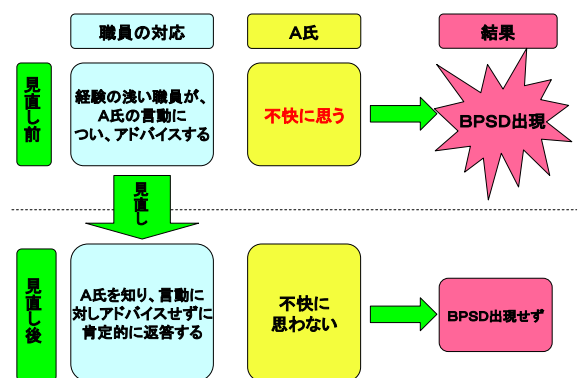 職員の対応
A氏
結果
見直し前
経験の浅い職員が、
A氏の言動に
つい、アドバイスする
不快に思う
BPSD出現
見直し
見直し後
A氏を知り、言動に
対しアドバイスせずに
肯定的に返答する
不快に
思わない
BPSD出現せず